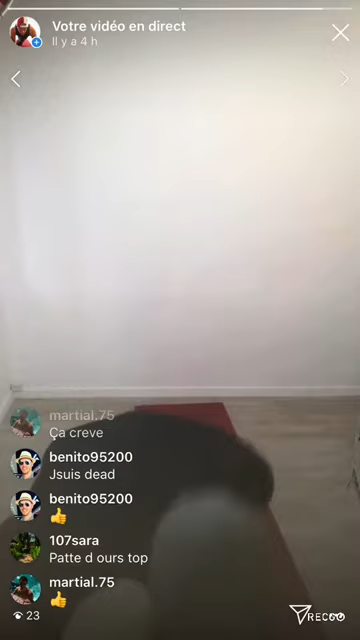 Votre vidéo en direct
Il y a 4 h
martial.75
Ça creve
benito95200
Jsuis dead
benito95200
👍
107sara
Patte d ours top
martial.75
👍
23
RECGO